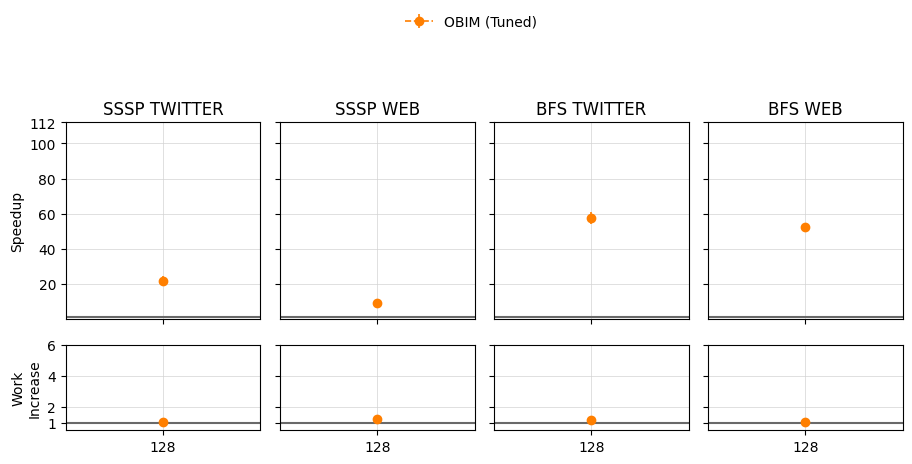 OBIM (Tuned)
SSSP TWITTER
SSSP WEB
BFS TWITTER
BFS WEB
112
100
80
60
40
20
Speedup
6
4
2
1
Work
Increase
128
128
128
128